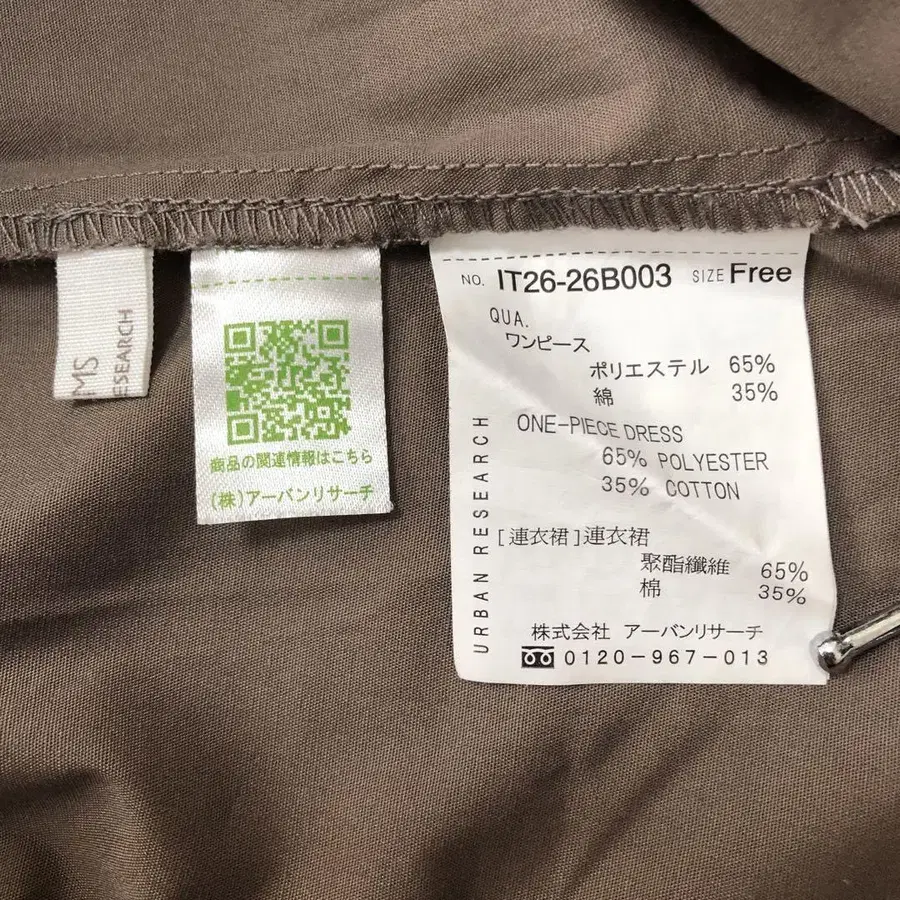 MS
ESEARCH
商品の関連情報はこちら
(株)アーバンリサーチ
NO. IT26-26B003 SIZE Free
QUA.
ワンピース
ポリエステル 65%
綿 35%
ONE-PIECE DRESS
65% POLYESTER
35% COTTON
[連衣裙]連衣裙
聚酯纖維 65%
棉 35%
URBAN RESEARCH
株式会社 アーバンリサーチ
0120-967-013